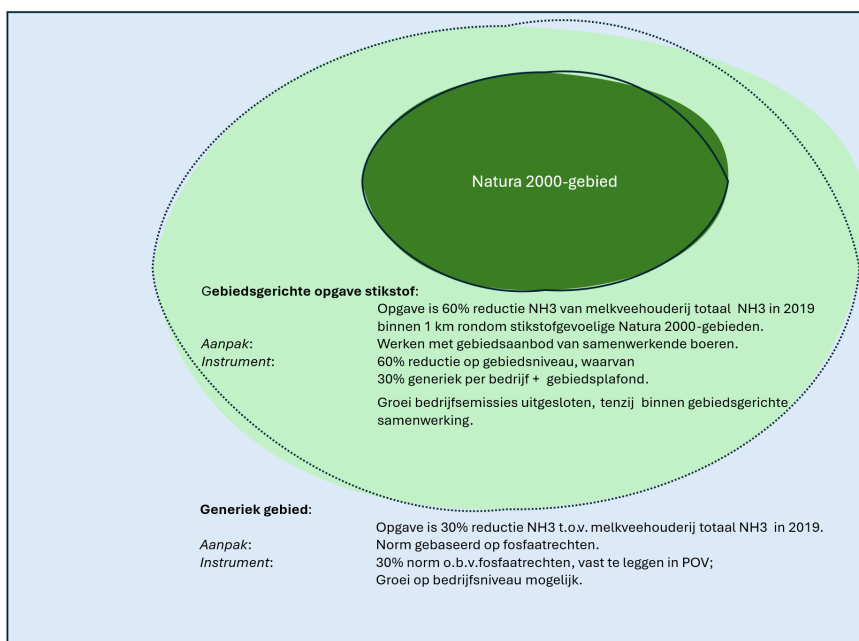 Natura 2000-gebied
Gebiedsgerichte opgave stikstof:
Opgave is 60% reductie NH3 van melkveehouderij totaal NH3 in 2019
binnen 1 km rondom stikstofgevoelige Natura 2000-gebieden.
Aanpak: Werken met gebiedsaanbod van samenwerkende boeren.
Instrument: 60% reductie op gebiedsniveau, waarvan
30% generiek per bedrijf + gebiedsplafond.
Groei bedrijfsemissies uitgesloten, tenzij binnen gebiedsgerichte
samenwerking.
Generiek gebied:
Opgave is 30% reductie NH3 t.o.v. melkveehouderij totaal NH3 in 2019.
Aanpak: Norm gebaseerd op fosfaatrechten.
Instrument: 30% norm o.b.v.fosfaatrechten, vast te leggen in POV;
Groei op bedrijfsniveau mogelijk.